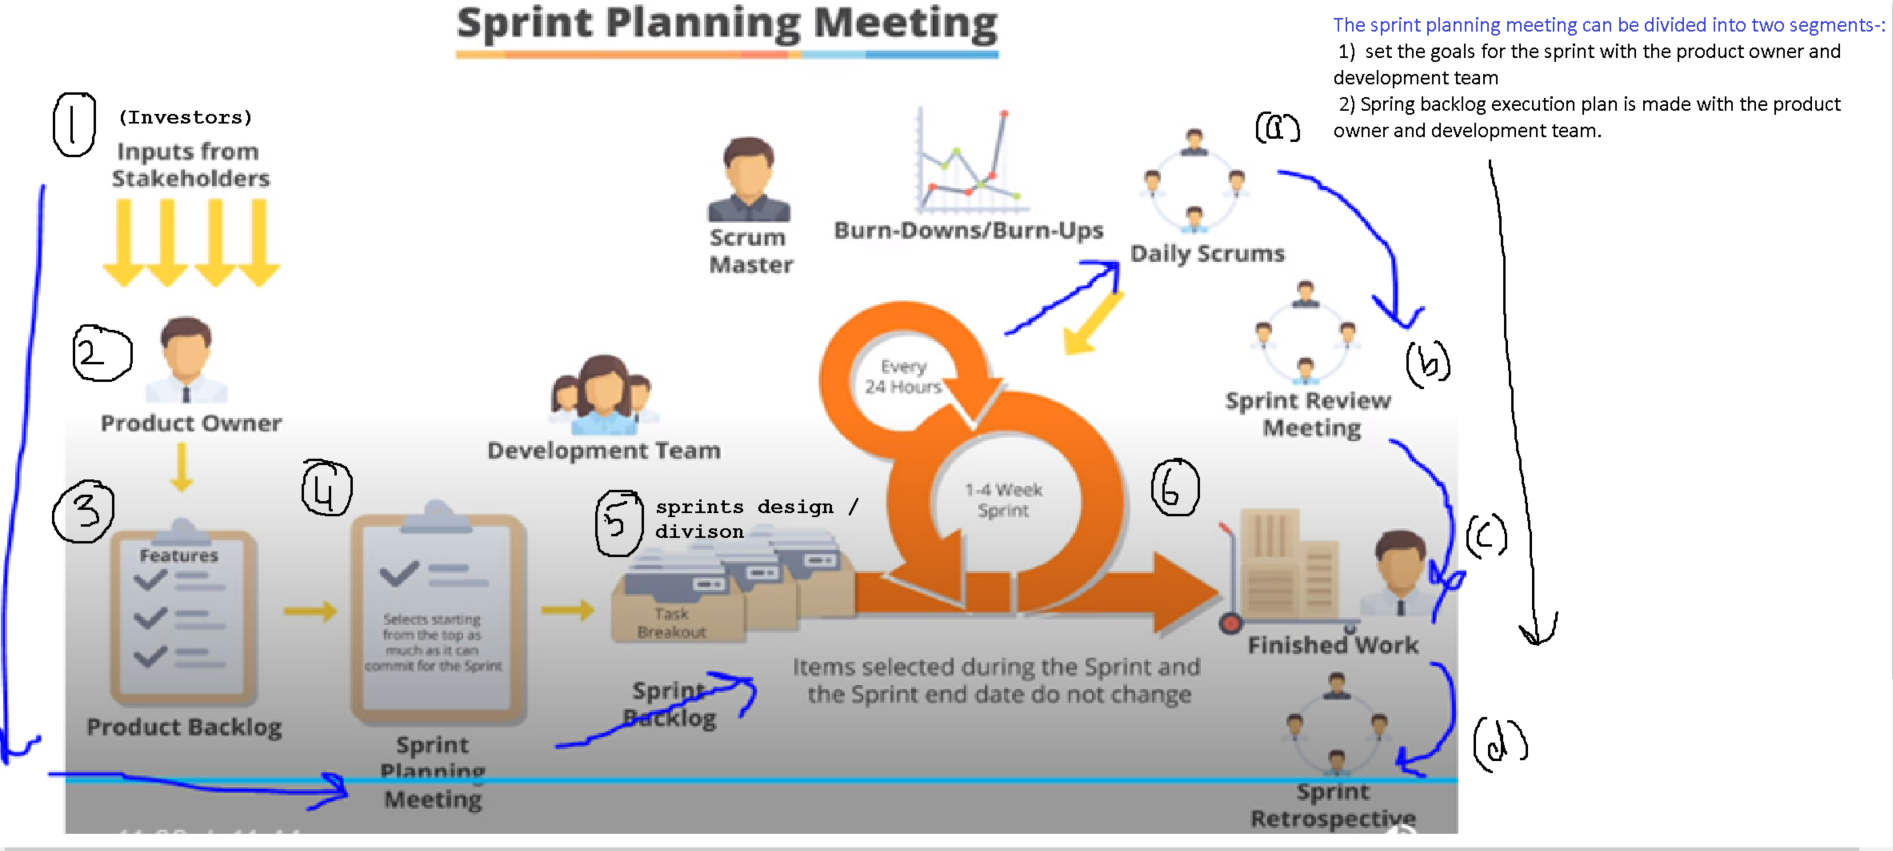 Sprint Planning Meeting
The sprint planning meeting can be divided into two segments-:
1) set the goals for the sprint with the product owner and
development team
2) Spring backlog execution plan is made with the product
owner and development team.
1
(Investors)
Inputs from
Stakeholders
2
Product Owner
3
Features
Product Backlog
4
Selects starting
from the top as
much as it can
commit for the Sprint
Sprint
Planning
Meeting
Development Team
5
sprints design /
divison
Task
Breakout
Sprint
Backlog
Scrum
Master
Burn-Downs/Burn-Ups
(a)
Daily Scrums
Every
24 Hours
1-4 Week
Sprint
Items selected during the Sprint and
the Sprint end date do not change
(b)
Sprint Review
Meeting
6
(c)
Finished Work
(d)
Sprint
Retrospective